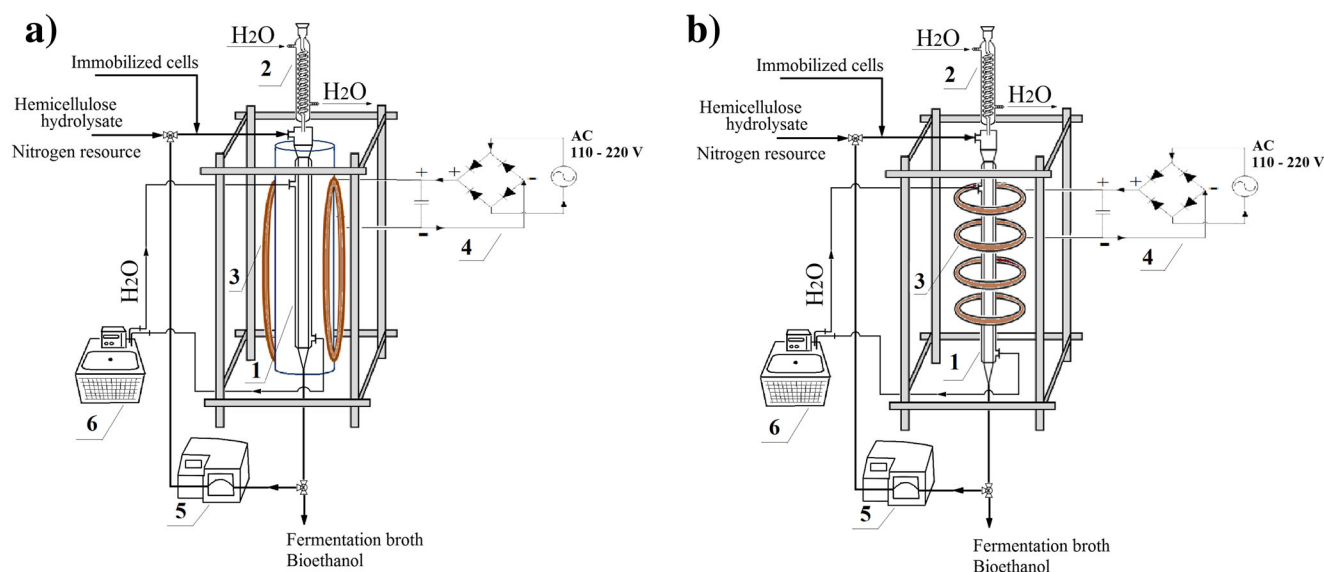 a)
H2O
2
Immobilized cells
H2O
Hemicellulose
hydrolysate
Nitrogen resource
AC
110 - 220 V
+
+
-
-
4
3
H2O
1
6
5
Fermentation broth
Bioethanol
b)
H2O
2
Immobilized cells
H2O
Hemicellulose
hydrolysate
Nitrogen resource
AC
110 - 220 V
+
+
-
-
4
3
H2O
1
6
5
Fermentation broth
Bioethanol